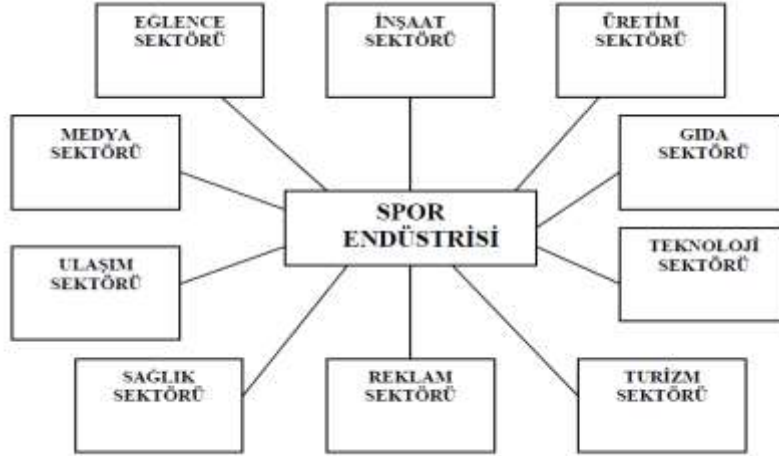 EĞLENCE
SEKTÖRÜ
İNŞAAT
SEKTÖRÜ
ÜRETİM
SEKTÖRÜ
MEDYA
SEKTÖRÜ
GIDA
SEKTÖRÜ
SPOR
ENDÜSTRİSİ
ULAŞIM
SEKTÖRÜ
TEKNOLOJİ
SEKTÖRÜ
SAĞLIK
SEKTÖRÜ
REKLAM
SEKTÖRÜ
TURİZM
SEKTÖRÜ